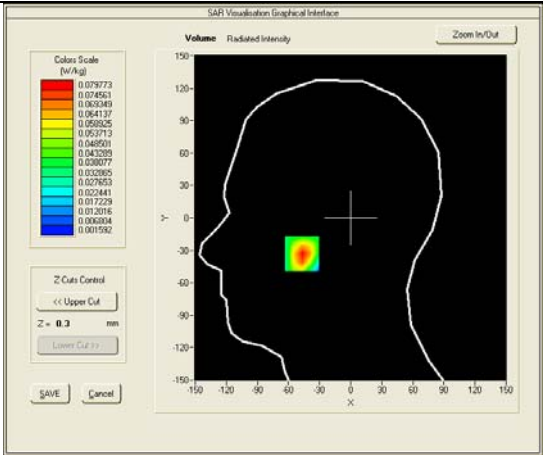 SAR Visualisation Graphical Interface
Volume Radiated Intensity
Zoom In/Out
Colors Scale
(W/kg)
0.079773
0.074561
0.069349
0.064137
0.058925
0.053713
0.048501
0.043289
0.038077
0.032865
0.027653
0.022441
0.017229
0.012016
0.006804
0.001592
Z-Cuts Control
<< Upper Cut
Z = 0.3 mm
Lower Cut >>
SAVE Cancel
150
120
90
60
30
0
-30
-60
-90
-120
-150
Y
-150 -120 -90 -60 -30 0 30 60 90 120 150
X